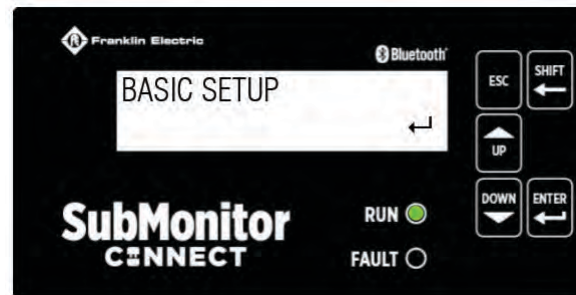 Franklin Electric
Bluetooth®
BASIC SETUP
ESC
SHIFT
UP
DOWN
ENTER
SubMonitor
CONNECT
RUN
FAULT